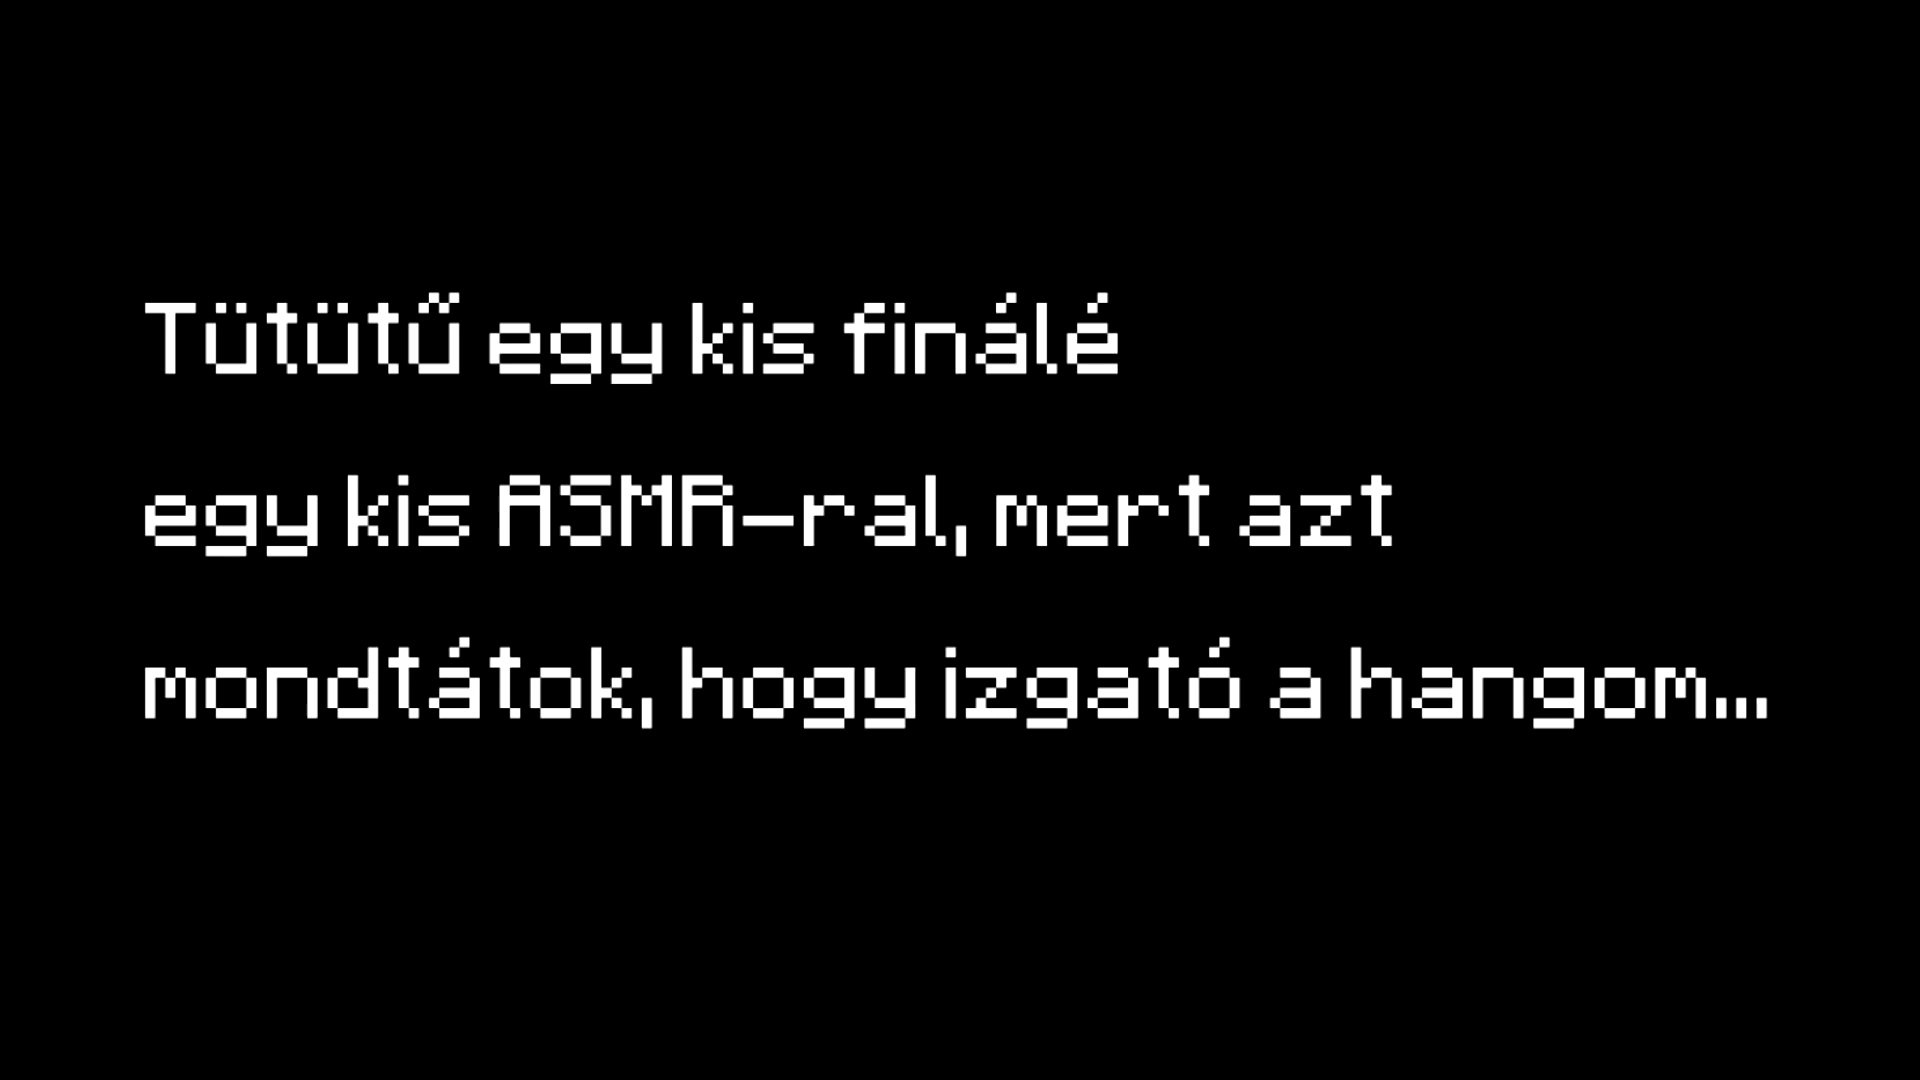 Tütütű egy kis finálé
egy kis ASMR-ral, mert azt
mondtátok, hogy izgató a hangom...